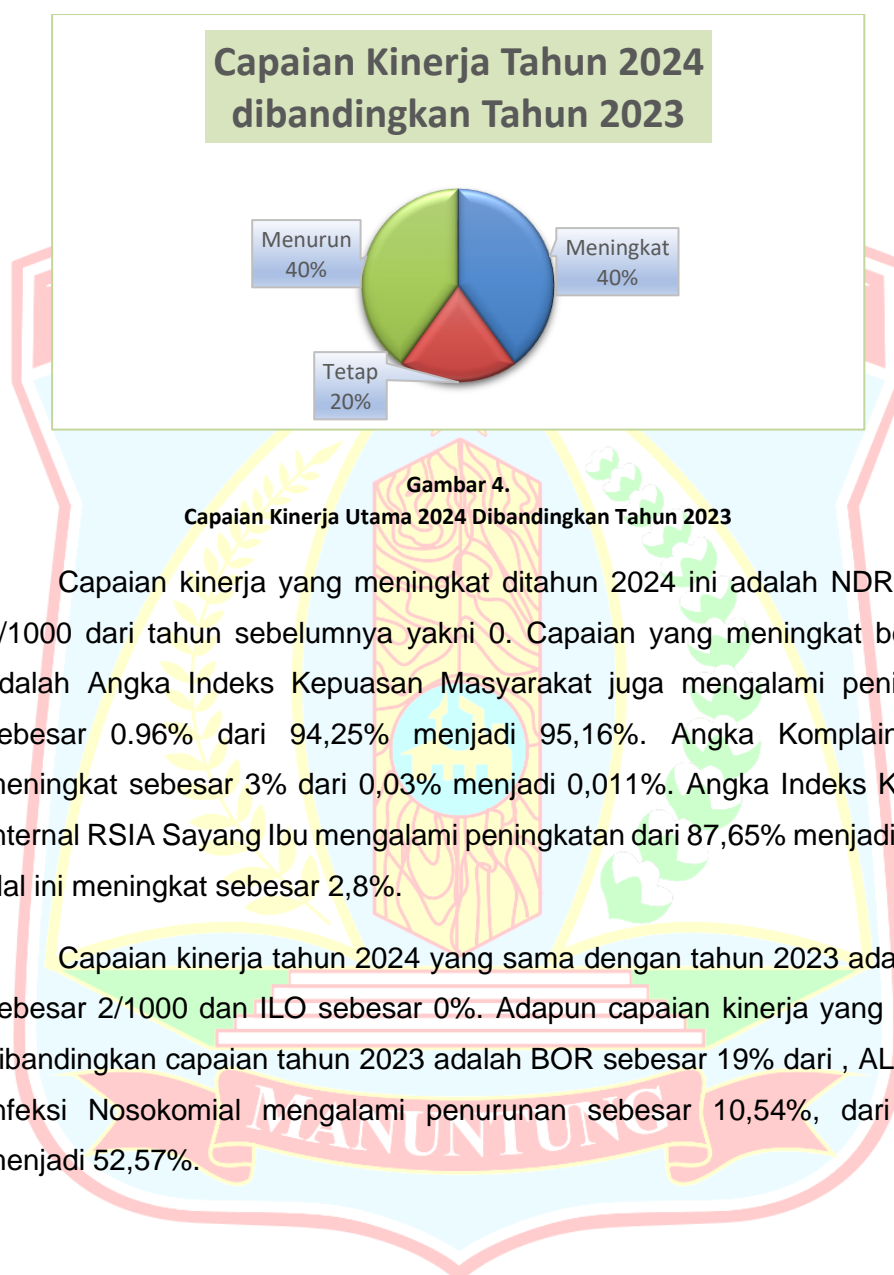 Capaian Kinerja Tahun 2024
dibandingkan Tahun 2023
Menurun
40%
Meningkat
40%
Tetap
20%
Gambar 4.
Capaian Kinerja Utama 2024 Dibandingkan Tahun 2023
Capaian kinerja yang meningkat ditahun 2024 ini adalah NDR
/1000 dari tahun sebelumnya yakni 0. Capaian yang meningkat
dalah Angka Indeks Kepuasan Masyarakat juga mengalami
ebesar 0.96% dari 94,25% menjadi 95,16%. Angka Komplain
meningkat sebesar 3% dari 0,03% menjadi 0,011%. Angka Indeks
nternal RSIA Sayang Ibu mengalami peningkatan dari 87,65% menjadi
al ini meningkat sebesar 2,8%.
Capaian kinerja tahun 2024 yang sama dengan tahun 2023
ebesar 2/1000 dan ILO sebesar 0%. Adapun capaian kinerja yang
ibandingkan capaian tahun 2023 adalah BOR sebesar 19% dari , AL
nfeksi Nosokomial mengalami penurunan sebesar 10,54%, dari
menjadi 52,57%.
MANUNTUNG